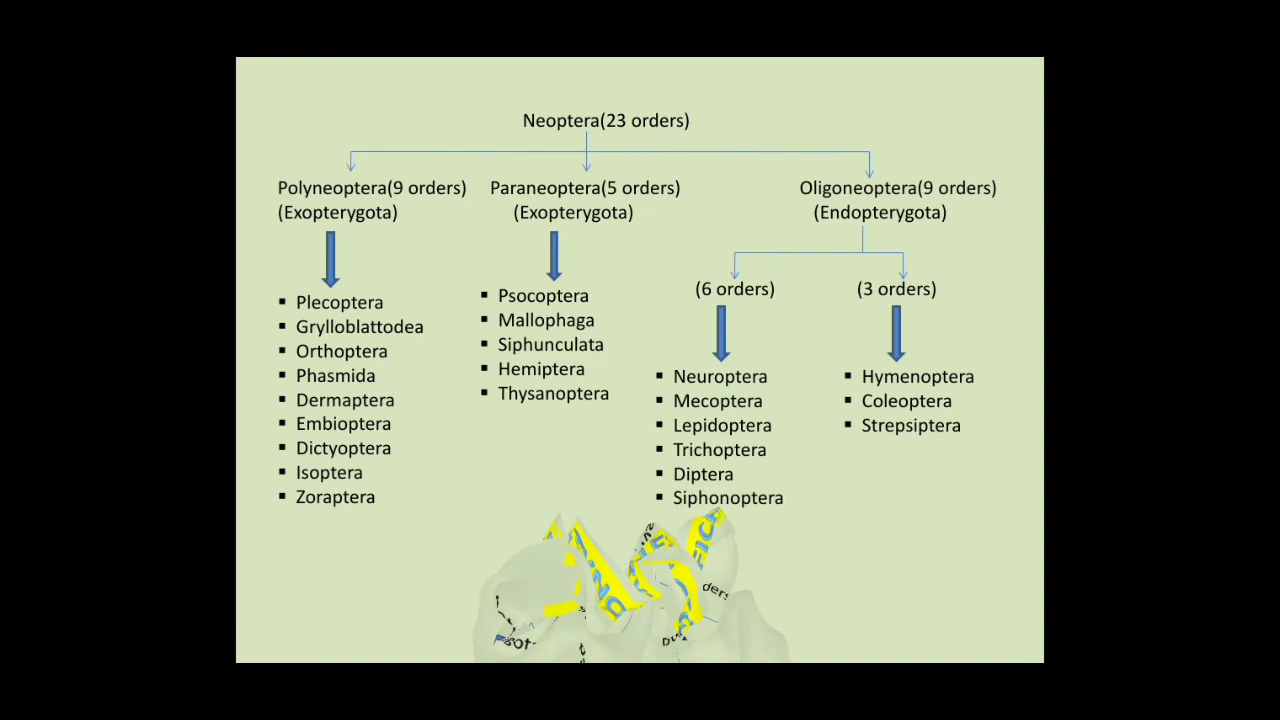 Neoptera(23 orders)
Polyneoptera(9 orders)
(Exopterygota)
Paraneoptera(5 orders)
(Exopterygota)
Oligoneoptera(9 orders)
(Endopterygota)
(6 orders)
(3 orders)
▪ Plecoptera
▪ Grylloblattodea
▪ Orthoptera
▪ Phasmida
▪ Dermaptera
▪ Embioptera
▪ Dictyoptera
▪ Isoptera
▪ Zoraptera
▪ Psocoptera
▪ Mallophaga
▪ Siphunculata
▪ Hemiptera
▪ Thysanoptera
▪ Neuroptera
▪ Mecoptera
▪ Lepidoptera
▪ Trichoptera
▪ Diptera
▪ Siphonoptera
▪ Hymenoptera
▪ Coleoptera
▪ Strepsiptera